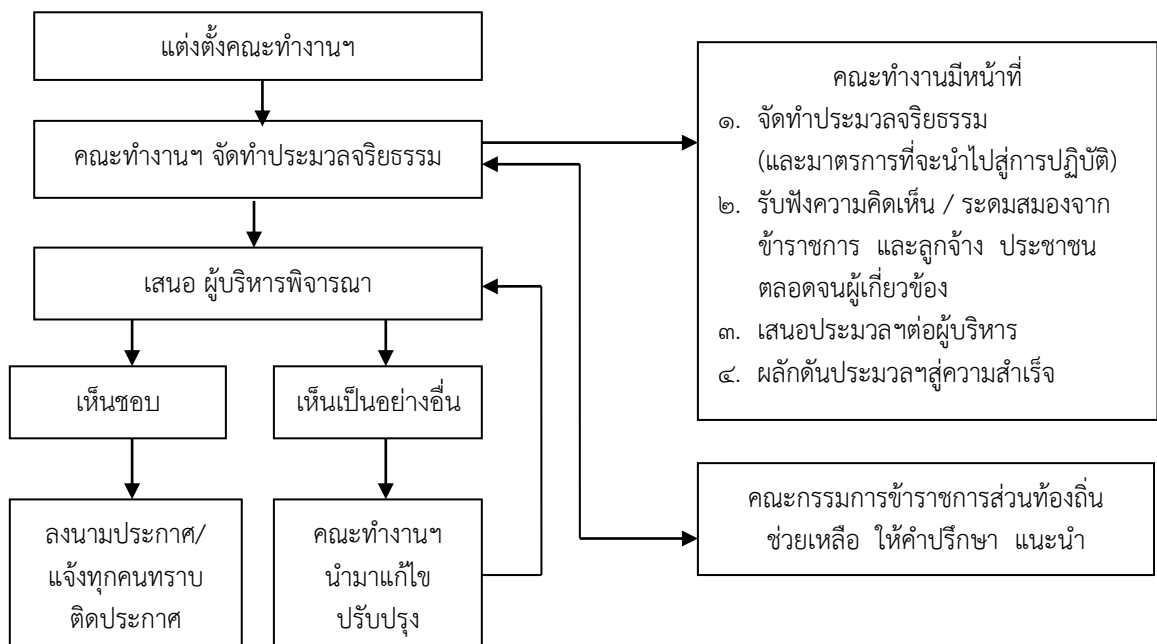 แต่งตั้งคณะทำงานฯ
คณะทำงานฯ จัดทำประมวลจริยธรรม
เสนอ ผู้บริหารพิจารณา
เห็นชอบ
เห็นเป็นอย่างอื่น
ลงนามประกาศ/
แจ้งทุกคนทราบ
ติดประกาศ
คณะทำงานฯ
นำมาแก้ไข
ปรับปรุง
คณะทำงานมีหน้าที่
๑. จัดทำประมวลจริยธรรม
(และมาตรการที่จะนำไปสู่การปฏิบัติ)
๒. รับฟังความคิดเห็น / ระดมสมองจาก
ข้าราชการ และลูกจ้าง ประชาชน
ตลอดจนผู้เกี่ยวข้อง
๓. เสนอประมวลฯต่อผู้บริหาร
๔. ผลักดันประมวลฯสู่ความสำเร็จ
คณะกรรมการข้าราชการส่วนท้องถิ่น
ช่วยเหลือ ให้คำปรึกษา แนะนำ